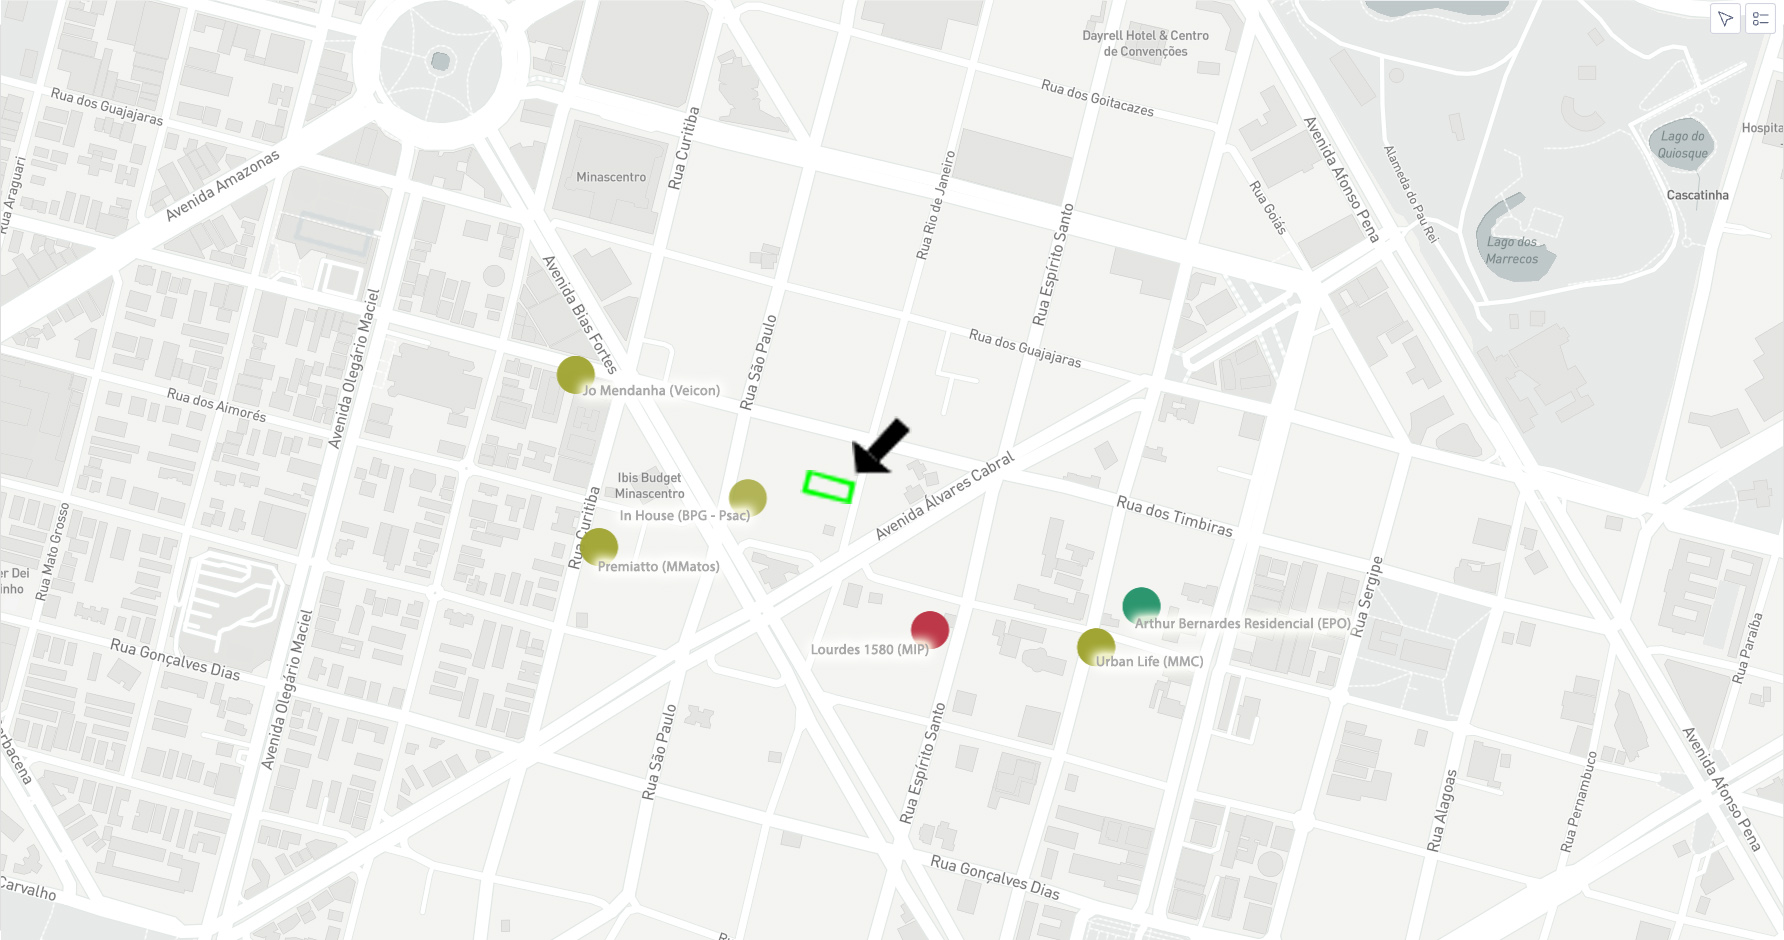 Dayrell Hotel & Centro
de Convenções
Rua dos Goitacazes
Rua dos Guajajaras
Rua Curitiba
Avenida Afonso Pena
Lago do
Quiosque
Hospita
Minascentro
Alameda do Pau Rei
Avenida Amazonas
Rua Araguari
Rua Rio de Janeiro
Rua Goiás
Cascatinha
Rua Espírito Santo
Lago dos
Marrecos
Avenida Bias Fortes
Avenida Olegário Maciel
Rua São Paulo
Rua dos Guajajaras
Jo Mendanha (Veicon)
Rua dos Aimorés
Avenida Álvares Cabral
Ibis Budget
Minascentro
In House (BPG - Psac)
Rua dos Timbiras
Rua Curitiba
Rua Mato Grosso
Premiatto (MMatos)
er Dei
inho
Rua Sergipe
Arthur Bernardes Residencial (EPO)
Lourdes 1580 (MIP)
Urban Life (MMC)
Rua Gonçalves Dias
Avenida Olegário Maciel
Rua Paraíba
Rua São Paulo
Rua Espírito Santo
arbacena
Rua Alagoas
Rua Pernambuco
Avenida Afonso Pena
Rua Gonçalves Dias
Carvalho